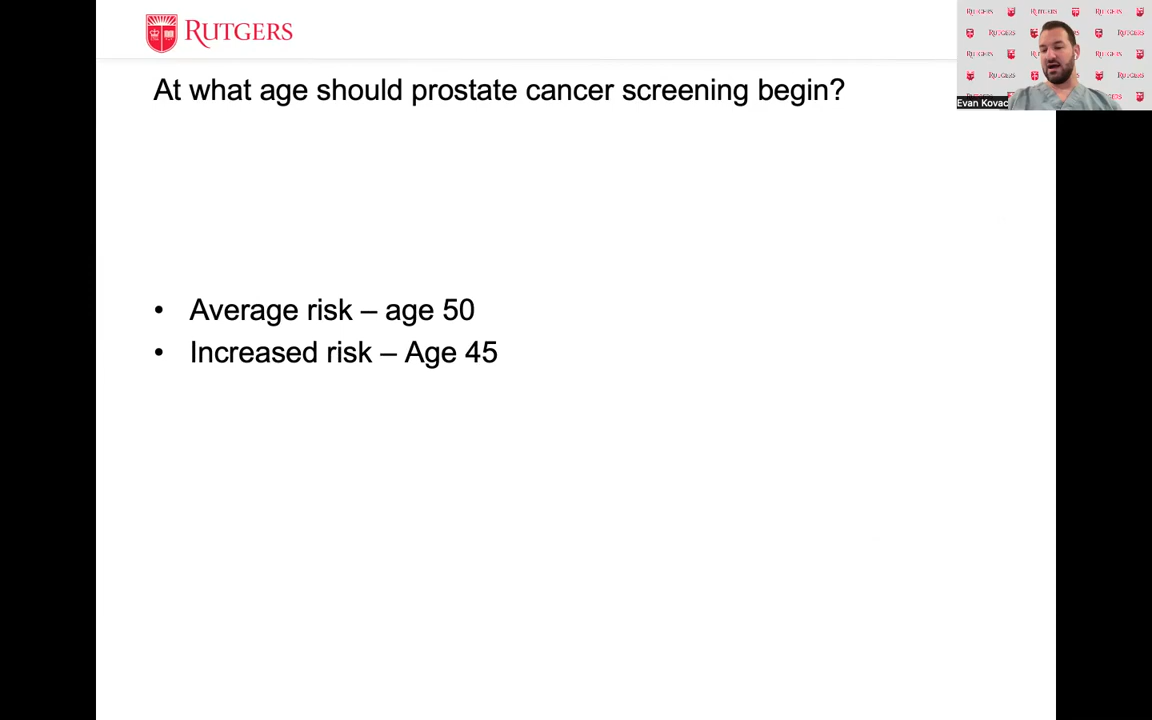 RUTGERS
At what age should prostate cancer screening begin?
• Average risk – age 50
• Increased risk – Age 45
Evan Kovac